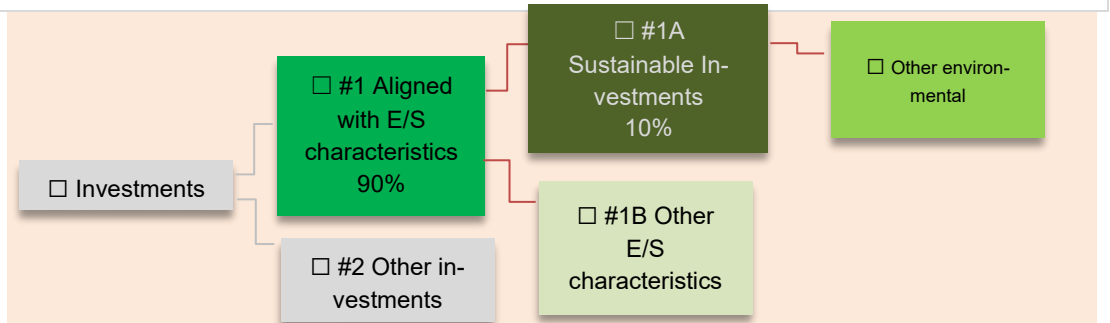 ☐ Investments
☐ #1 Aligned
with E/S
characteristics
90%
☐ #2 Other in-
vestments
☐ #1A
Sustainable In-
vestments
10%
☐ #1B Other
E/S
characteristics
☐ Other environ-
mental